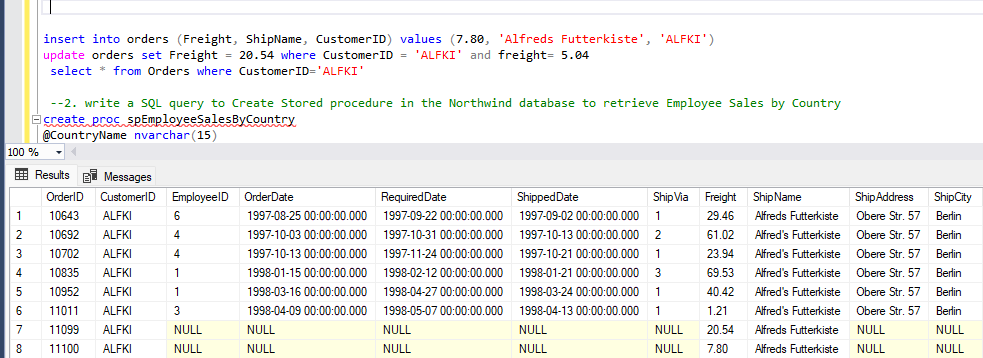 insert into orders (Freight, ShipName, CustomerID) values (7.80, 'Alfreds Futterkiste', 'ALFKI')
update orders set Freight = 20.54 where CustomerID = 'ALFKI' and freight= 5.04
select * from Orders where CustomerID='ALFKI'
--2. write a SQL query to Create Stored procedure in the Northwind database to retrieve Employee Sales by Country
create proc spEmployeeSalesByCountry
@CountryName nvarchar(15)
100 %
Results Messages
OrderID CustomerID EmployeeID OrderDate RequiredDate ShippedDate ShipVia Freight ShipName ShipAddress ShipCity
1 10643 ALFKI 6 1997-08-25 00:00:00.000 1997-09-22 00:00:00.000 1997-09-02 00:00:00.000 1 29.46 Alfreds Futterkiste Obere Str. 57 Berlin
2 10692 ALFKI 4 1997-10-03 00:00:00.000 1997-10-31 00:00:00.000 1997-10-13 00:00:00.000 2 61.02 Alfred's Futterkiste Obere Str. 57 Berlin
3 10702 ALFKI 4 1997-10-13 00:00:00.000 1997-11-24 00:00:00.000 1997-10-21 00:00:00.000 1 23.94 Alfred's Futterkiste Obere Str. 57 Berlin
4 10835 ALFKI 1 1998-01-15 00:00:00.000 1998-02-12 00:00:00.000 1998-01-21 00:00:00.000 3 69.53 Alfred's Futterkiste Obere Str. 57 Berlin
5 10952 ALFKI 1 1998-03-16 00:00:00.000 1998-04-27 00:00:00.000 1998-03-24 00:00:00.000 1 40.42 Alfred's Futterkiste Obere Str. 57 Berlin
6 11011 ALFKI 3 1998-04-09 00:00:00.000 1998-05-07 00:00:00.000 1998-04-13 00:00:00.000 1 1.21 Alfred's Futterkiste Obere Str. 57 Berlin
7 11099 ALFKI NULL NULL NULL NULL NULL 20.54 Alfreds Futterkiste NULL NULL
8 11100 ALFKI NULL NULL NULL NULL NULL 7.80 Alfreds Futterkiste NULL NULL